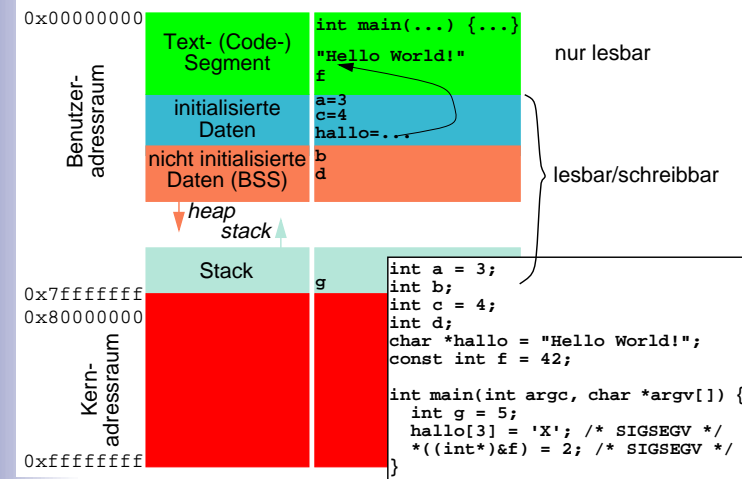 0x00000000
Text- (Code-)
Segment
int main(...) {...}
"Hello World!"
f
nur lesbar
Benutzer-
adressraum
initialisierte
Daten
a=3
c=4
hallo=...
nicht initialisierte
Daten (BSS)
b
d
lesbar/schreibbar
heap
stack
Stack
g
0x7fffffff
0x80000000
Kern-
adressraum
0xffffffff
int a = 3;
int b;
int c = 4;
int d;
char *hallo = "Hello World!";
const int f = 42;
int main(int argc, char *argv[]) {
int g = 5;
hallo[3] = 'X'; /* SIGSEGV */
*((int*)&f) = 2; /* SIGSEGV */
}